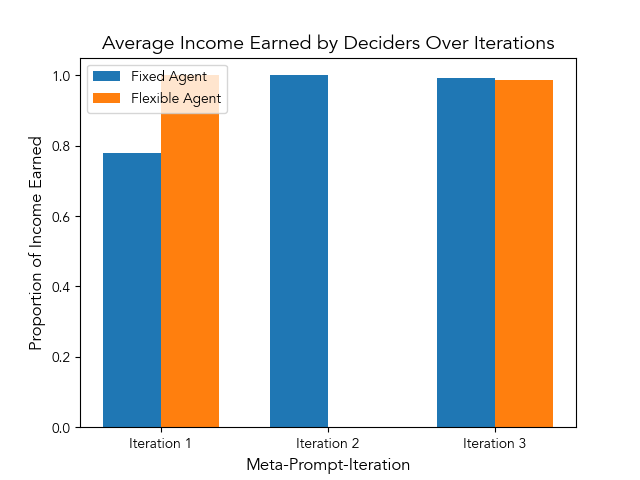 Average Income Earned by Deciders Over Iterations
Fixed Agent
Flexible Agent
1.0
0.8
0.6
0.4
0.2
0.0
Proportion of Income Earned
Iteration 1
Iteration 2
Iteration 3
Meta-Prompt-Iteration